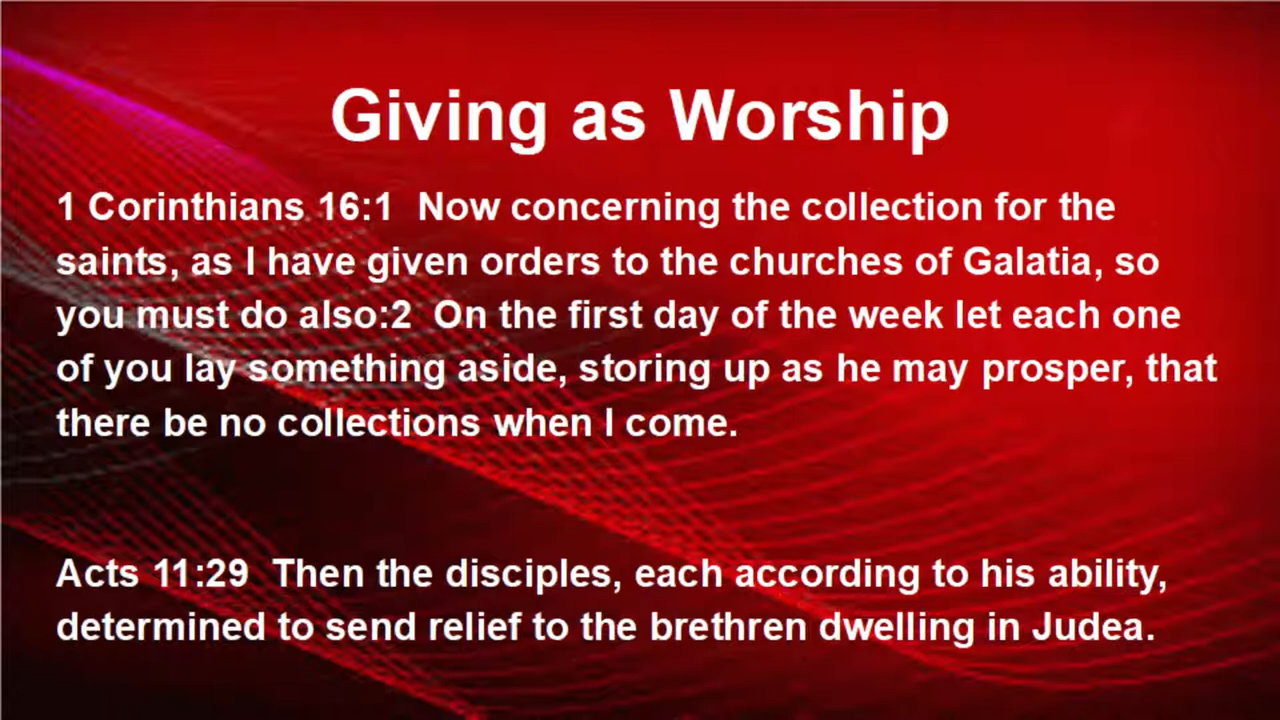 Giving as Worship
1 Corinthians 16:1  Now concerning the collection for the
saints, as I have given orders to the churches of Galatia, so
you must do also:2  On the first day of the week let each one
of you lay something aside, storing up as he may prosper, that
there be no collections when I come.
Acts 11:29  Then the disciples, each according to his ability,
determined to send relief to the brethren dwelling in Judea.